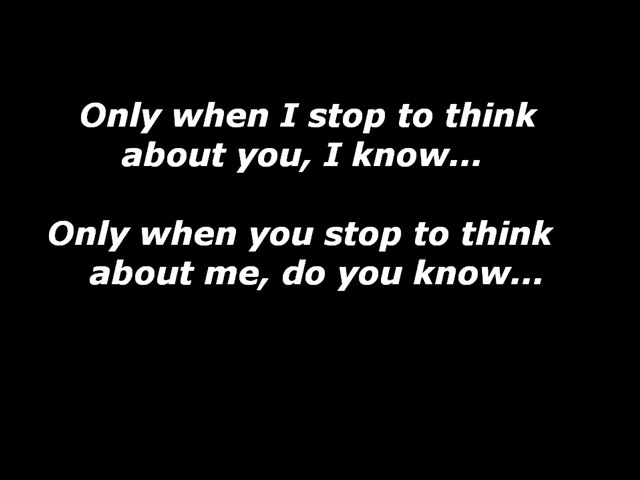 Only when I stop to think
about you, I know...
Only when you stop to think
about me, do you know...